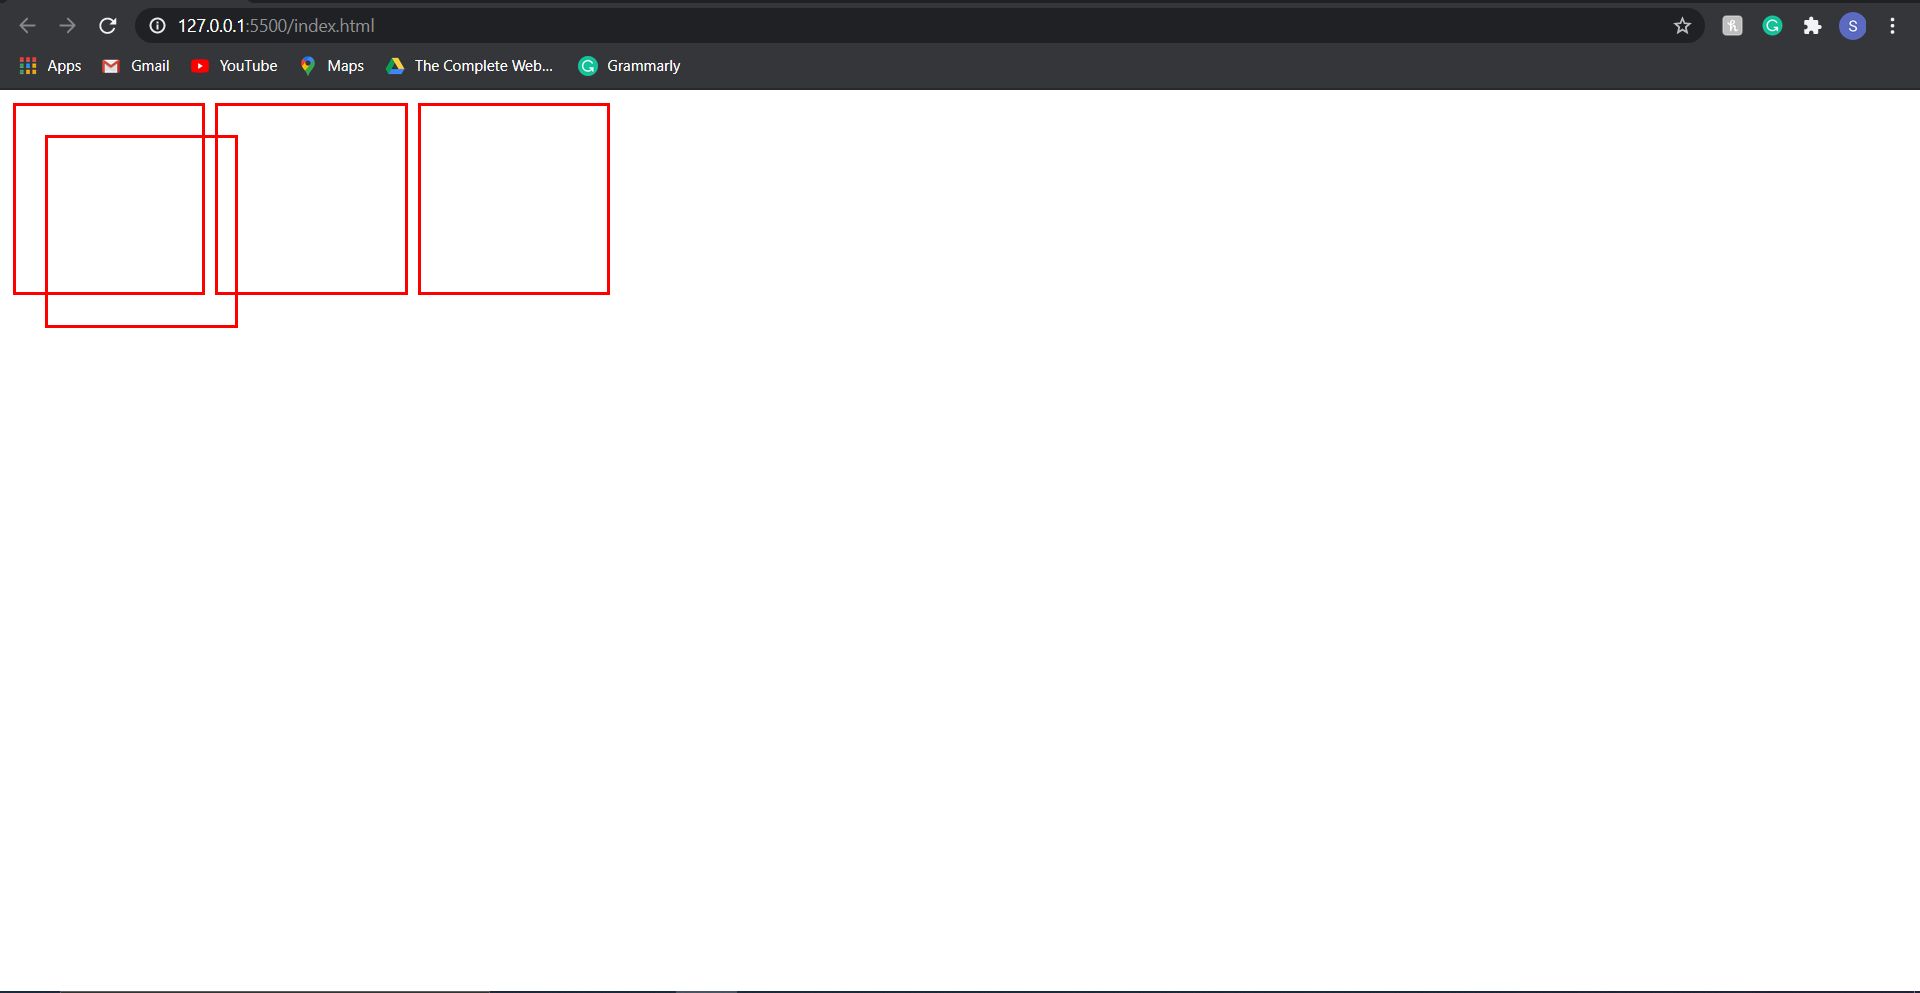 127.0.0.1:5500/index.html
S
Apps Gmail YouTube Maps The Complete Web... Grammarly